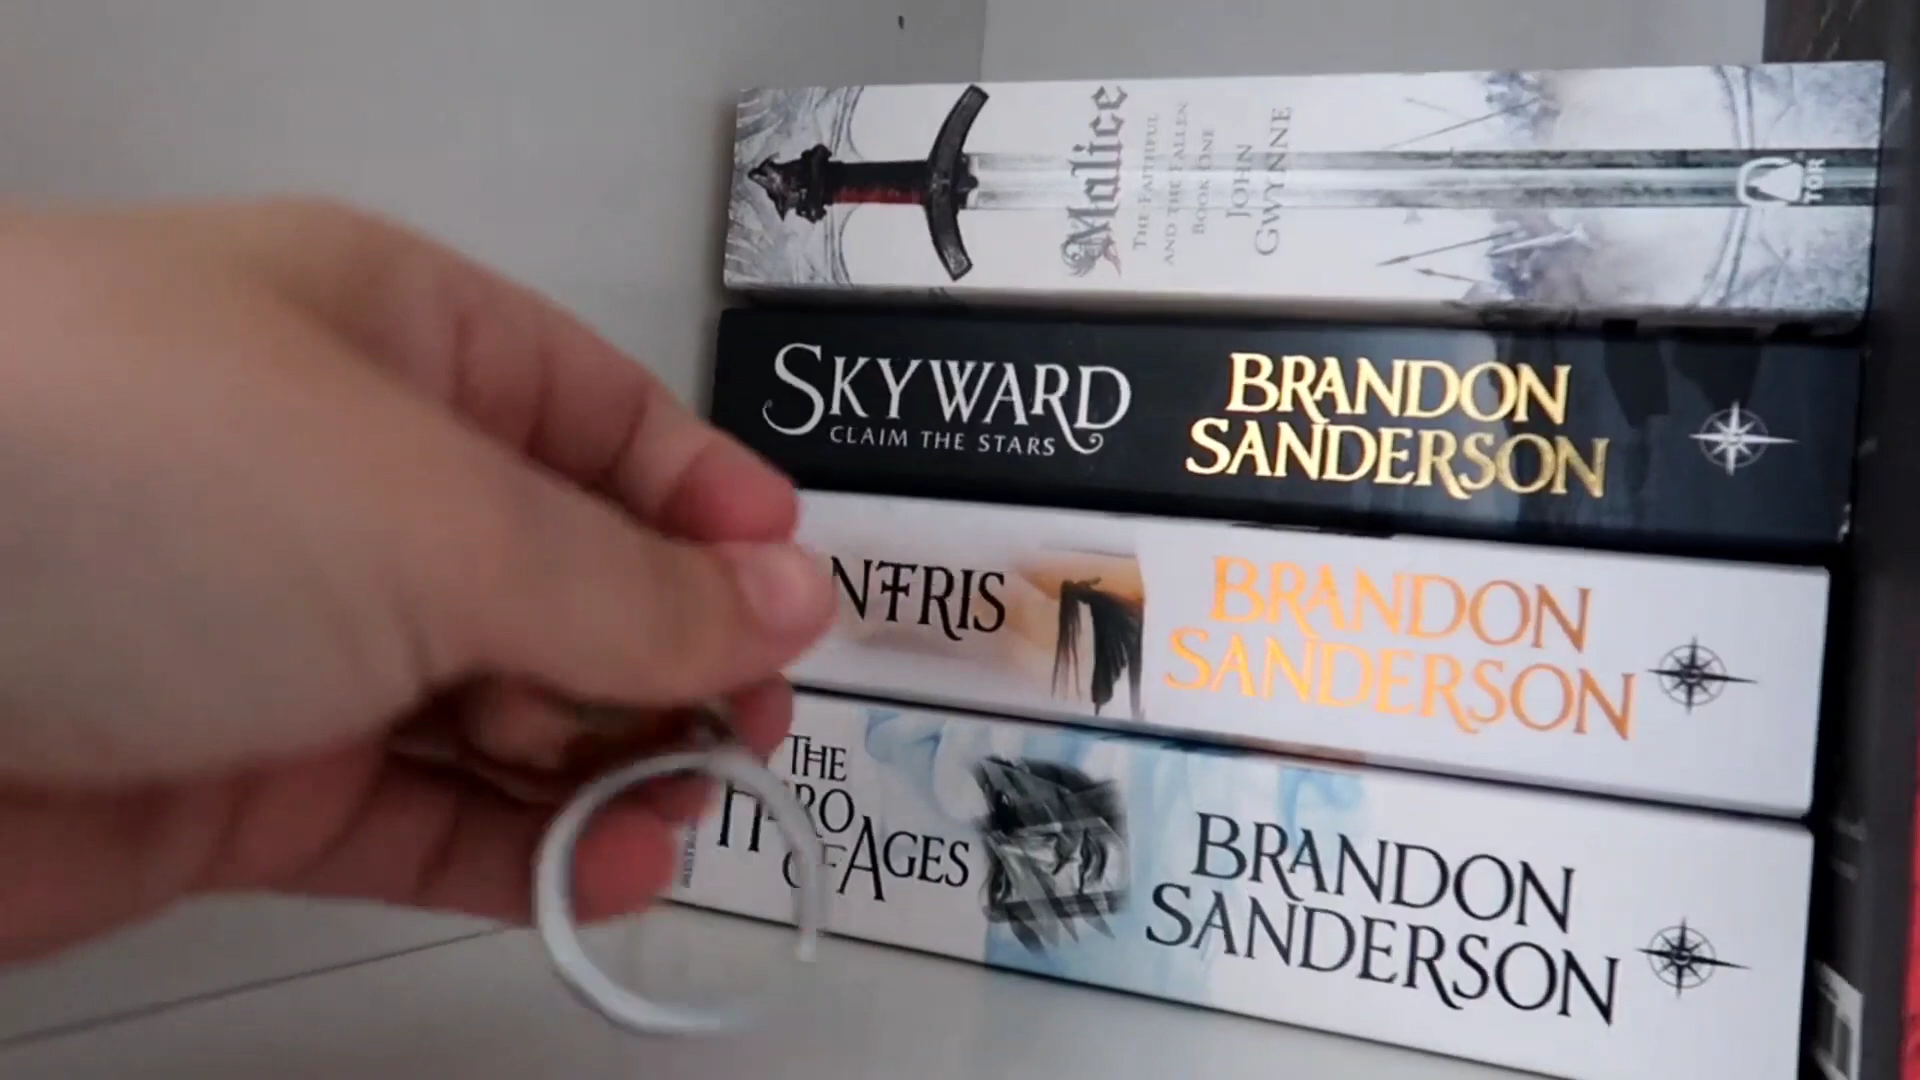 Malice
THE FAITHFUL
AND THE FALLEN
BOOK ONE
JOHN
GWYNNE
TOR
SKYWARD
CLAIM THE STARS
BRANDON
SANDERSON
NTRIS
BRANDON
SANDERSON
THE
HERO
OF AGES
BRANDON
SANDERSON